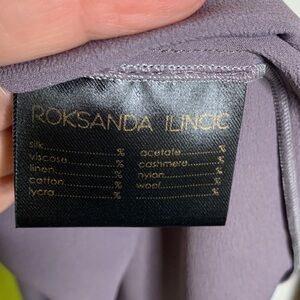 ROKSANDA ILINCIC
silk..................% acetate...............%
viscose...............% cashmere..............%
linen.................% nylon.................%
cotton................% wool..................%
lycra.................%